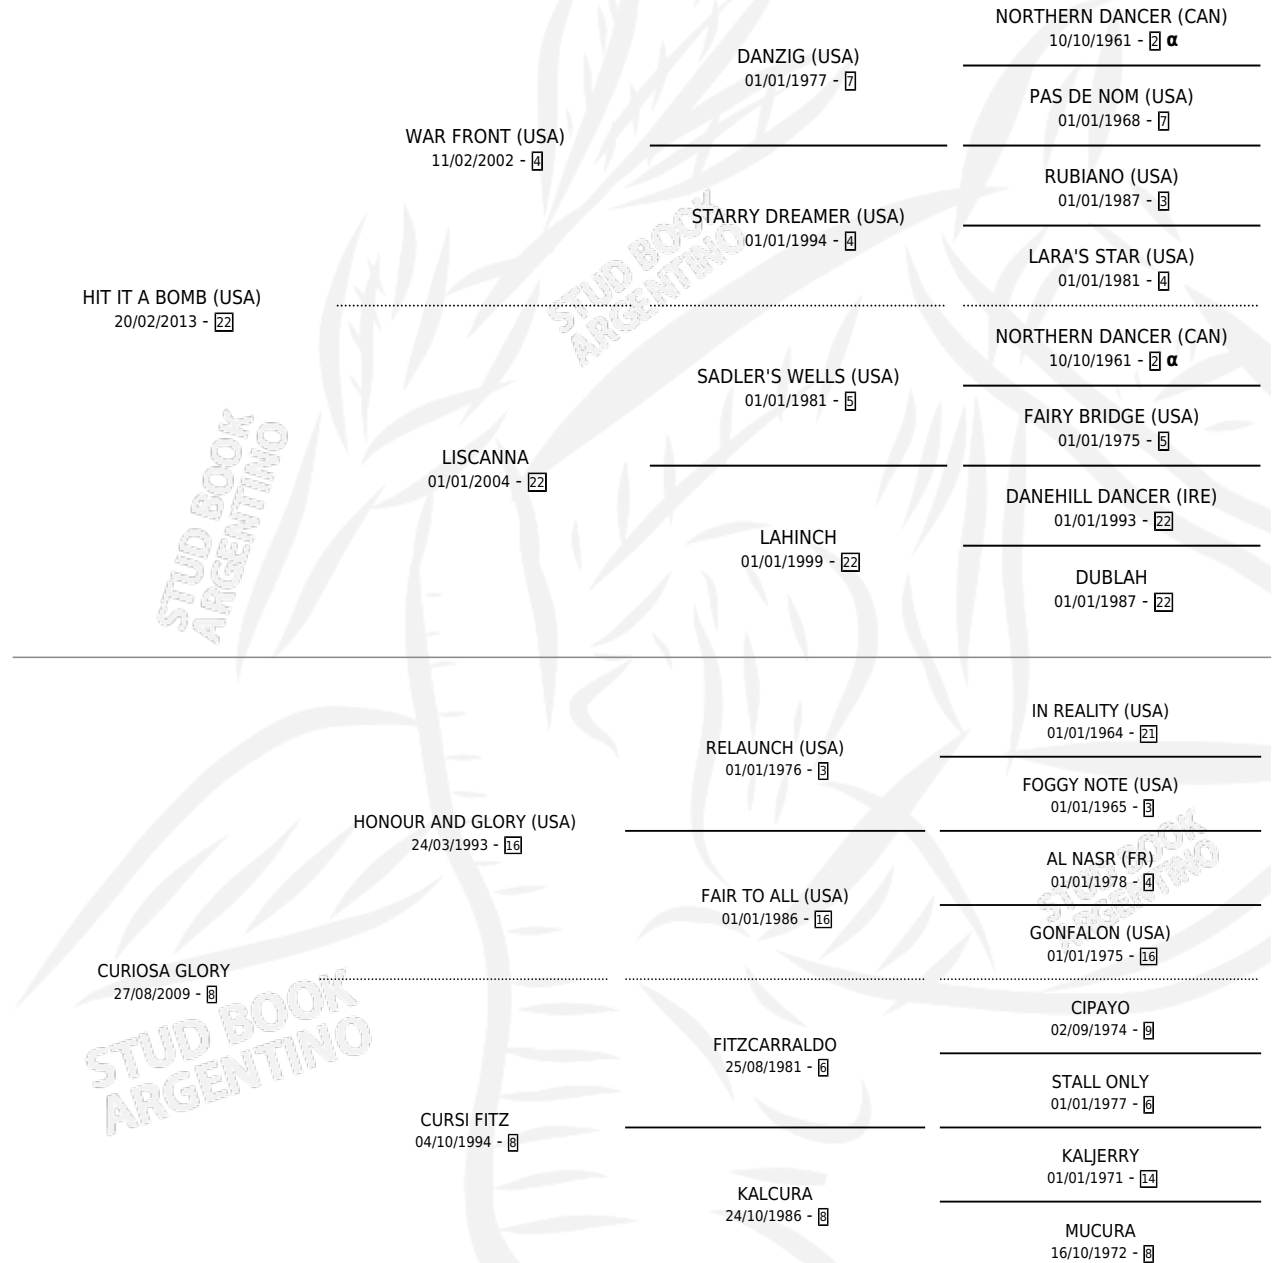 NORTHERN DANCER (CAN)
10/10/1961 - 2 α
DANZIG (USA)
01/01/1977 - 7
PAS DE NOM (USA)
01/01/1968 - 7
WAR FRONT (USA)
11/02/2002 - 4
RUBIANO (USA)
01/01/1987 - 3
STARRY DREAMER (USA)
01/01/1994 - 4
LARA'S STAR (USA)
01/01/1981 - 4
HIT IT A BOMB (USA)
20/02/2013 - 22
NORTHERN DANCER (CAN)
10/10/1961 - 2 α
SADLER'S WELLS (USA)
01/01/1981 - 5
FAIRY BRIDGE (USA)
01/01/1975 - 5
LISCANNA
01/01/2004 - 22
DANEHILL DANCER (IRE)
01/01/1993 - 22
LAHINCH
01/01/1999 - 22
DUBLAH
01/01/1987 - 22
STUD BOOK
ARGENTINO
STUD BOOK
ARGENTINO
IN REALITY (USA)
01/01/1964 - 21
RELAUNCH (USA)
01/01/1976 - 3
FOGGY NOTE (USA)
01/01/1965 - 3
HONOUR AND GLORY (USA)
24/03/1993 - 16
AL NASR (FR)
01/01/1978 - 4
FAIR TO ALL (USA)
01/01/1986 - 16
GONFALON (USA)
01/01/1975 - 16
STUD BOOK
ARGENTINO
CURIOSA GLORY
27/08/2009 - 8
CIPAYO
02/09/1974 - 9
FITZCARRALDO
25/08/1981 - 6
STALL ONLY
01/01/1977 - 6
CURSI FITZ
04/10/1994 - 8
KALJERRY
01/01/1971 - 14
KALCURA
24/10/1986 - 8
MUCURA
16/10/1972 - 8
STUD BOOK
ARGENTINO